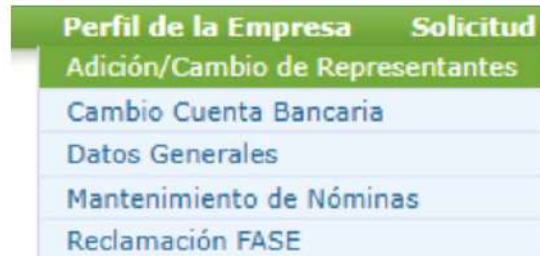 Perfil de la Empresa Solicitud
Adición/Cambio de Representantes
Cambio Cuenta Bancaria
Datos Generales
Mantenimiento de Nóminas
Reclamación FASE